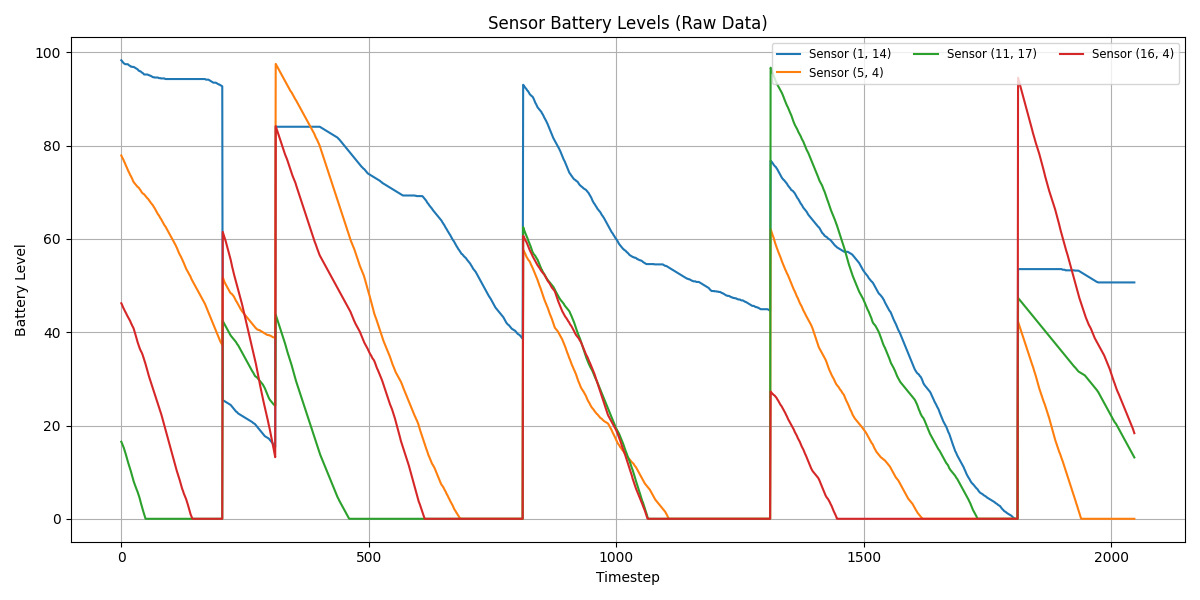 Sensor Battery Levels (Raw Data)
Sensor (1, 14)
Sensor (5, 4)
Sensor (11, 17)
Sensor (16, 4)
Battery Level
100
80
60
40
20
0
0
500
1000
1500
2000
Timestep